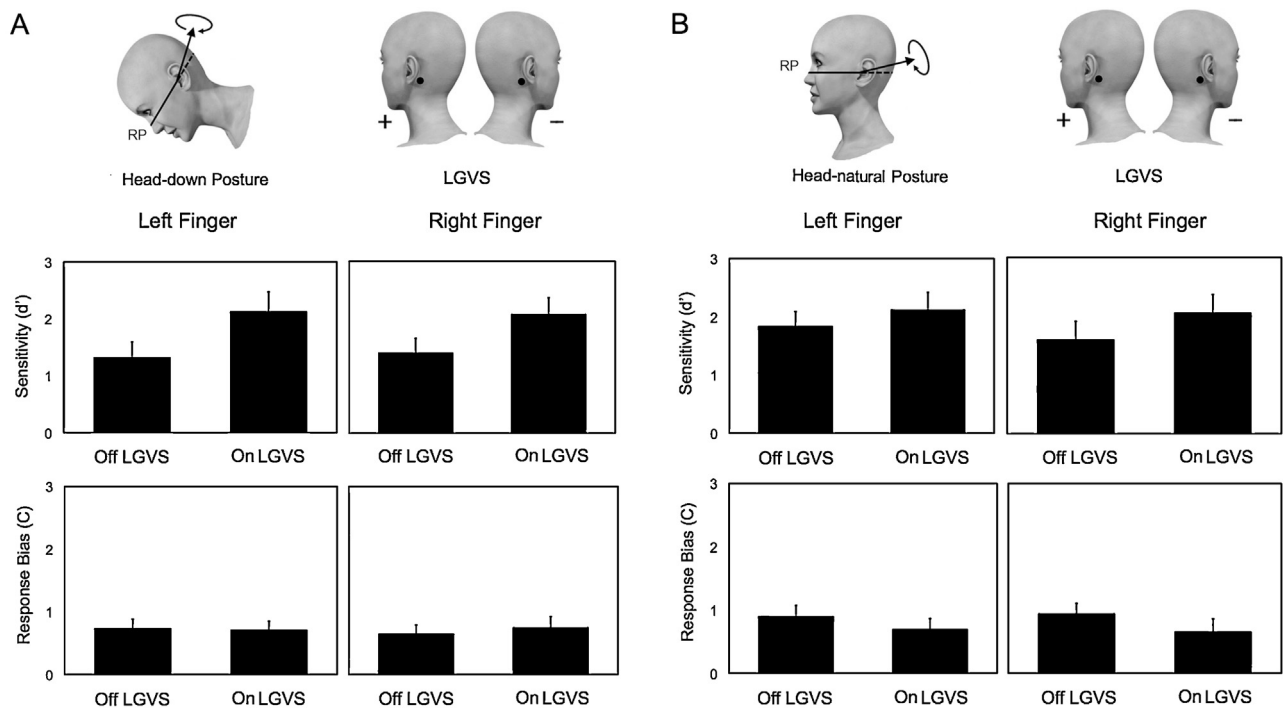 A
B
RP
RP
+
−
+
−
Head-down Posture
LGVS
Head-natural Posture
LGVS
Left Finger
Right Finger
Left Finger
Right Finger
Sensitivity (d')
3
2
1
0
Off LGVS
On LGVS
Off LGVS
On LGVS
Sensitivity (d')
3
2
1
0
Off LGVS
On LGVS
Off LGVS
On LGVS
Response Bias (C)
3
2
1
0
Off LGVS
On LGVS
Off LGVS
On LGVS
Response Bias (C)
3
2
1
0
Off LGVS
On LGVS
Off LGVS
On LGVS